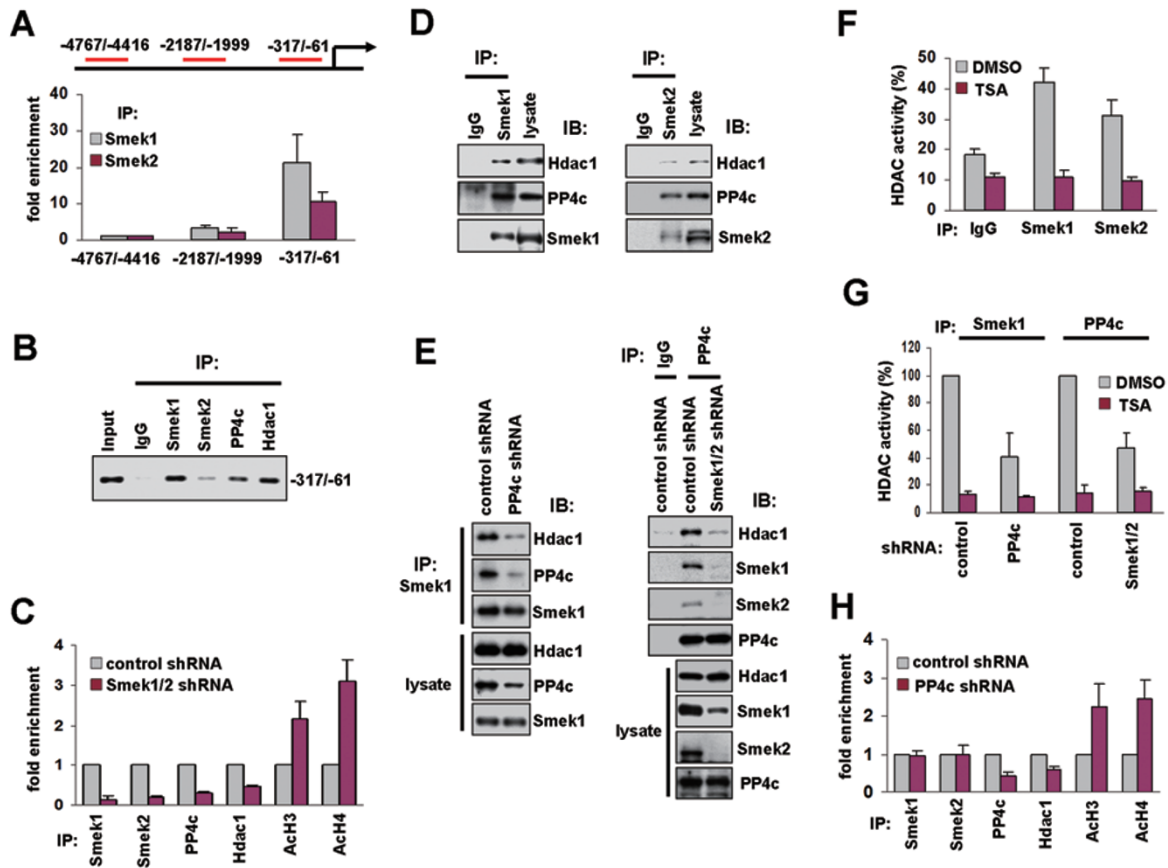 A
-4767/-4416 -2187/-1999 -317/-61
fold enrichment
40
30
20
10
0
IP:
Smek1
Smek2
-4767/-4416 -2187/-1999 -317/-61
B
IP:
Input IgG Smek1 Smek2 PP4c Hdac1
-317/-61
C
fold enrichment
4
3
2
1
0
control shRNA
Smek1/2 shRNA
IP: Smek1 Smek2 PP4c Hdac1 AcH3 AcH4
D
IP:
IgG Smek1 lysate IB:
Hdac1
PP4c
Smek1
IP:
IgG Smek2 lysate IB:
Hdac1
PP4c
Smek2
E
control shRNA PP4c shRNA IB:
IP: Smek1
Hdac1
PP4c
Smek1
lysate
Hdac1
PP4c
Smek1
IP: IgG PP4c
control shRNA control shRNA Smek1/2 shRNA IB:
Hdac1
Smek1
Smek2
PP4c
lysate
Hdac1
Smek1
Smek2
PP4c
F
HDAC activity (%)
50
40
30
20
10
0
DMSO
TSA
IP: IgG Smek1 Smek2
G
IP: Smek1 PP4c
HDAC activity (%)
120
100
80
60
40
20
0
DMSO
TSA
shRNA: control PP4c control Smek1/2
H
fold enrichment
4
3
2
1
0
control shRNA
PP4c shRNA
IP: Smek1 Smek2 PP4c Hdac1 AcH3 AcH4